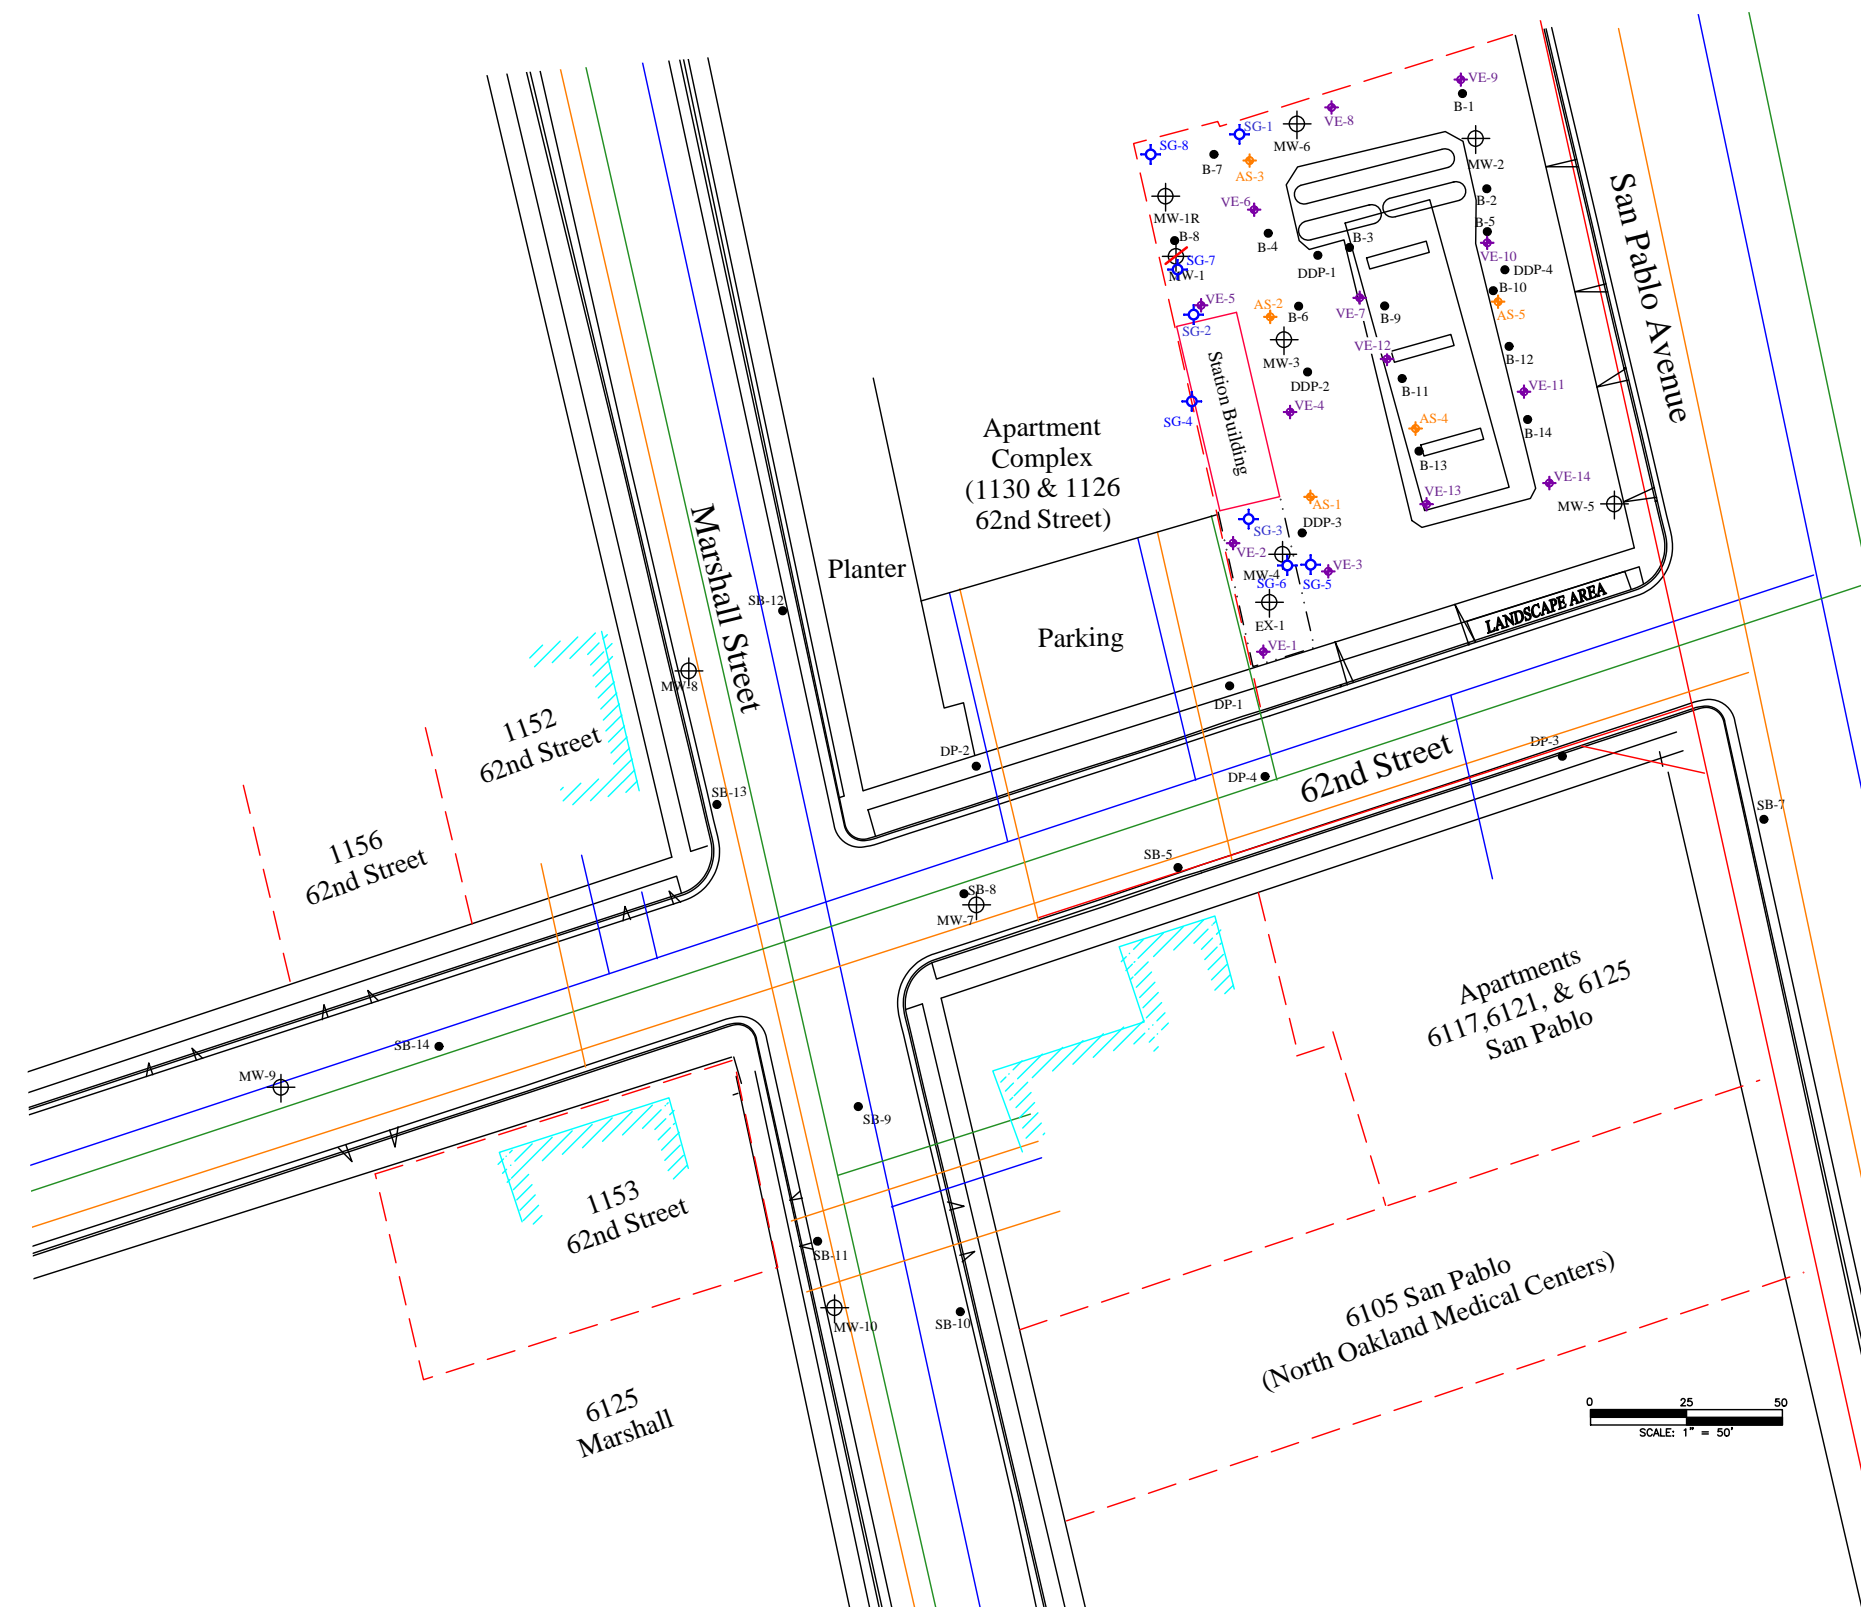 VE-9
B-1
VE-8
SG-1
MW-6
SG-8
B-7
AS-3
MW-2
B-2
VE-6
MW-1R
B-5
B-8
B-4
B-3
VE-10
SG-7
MW-1
DDP-1
DDP-4
B-10
VE-5
AS-2
B-6
VE-7
B-9
AS-5
SG-2
MW-3
VE-12
B-12
DDP-2
B-11
VE-11
VE-4
SG-4
AS-4
B-14
B-13
VE-14
VE-13
MW-5
AS-1
SG-3
DDP-3
VE-2
MW-4
VE-3
SG-6
SG-5
EX-1
VE-1
Station Building
San Pablo Avenue
LANDSCAPE AREA
Apartment
Complex
(1130 & 1126
62nd Street)
Planter
Parking
Marshall Street
SB-12
MW-8
1152
62nd Street
DP-1
DP-2
DP-3
DP-4
62nd Street
SB-13
SB-7
1156
62nd Street
SB-5
SB-8
MW-7
Apartments
6117,6121, & 6125
San Pablo
SB-14
MW-9
SB-9
1153
62nd Street
SB-11
MW-10
SB-10
6105 San Pablo
(North Oakland Medical Centers)
6125
Marshall
0 25 50
SCALE: 1" = 50'